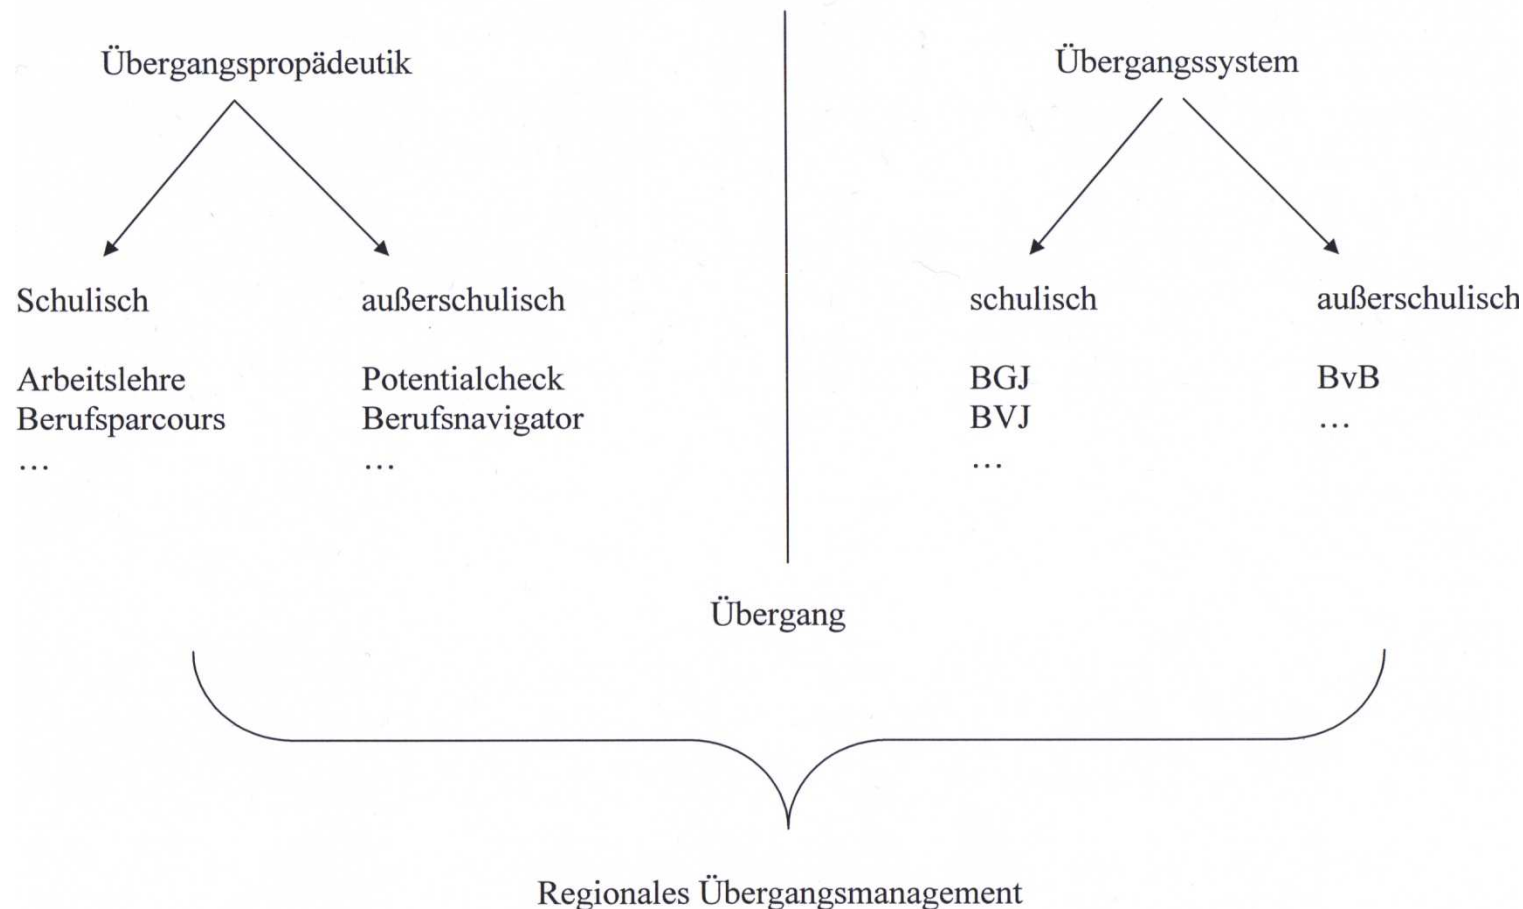 Übergangspropädeutik
Übergangssystem
Schulisch
außerschulisch
schulisch
außerschulisch
Arbeitslehre
Berufsparcours
…
Potentialcheck
Berufsnavigator
…
BGJ
BVJ
…
BvB
…
Übergang
Regionales Übergangsmanagement